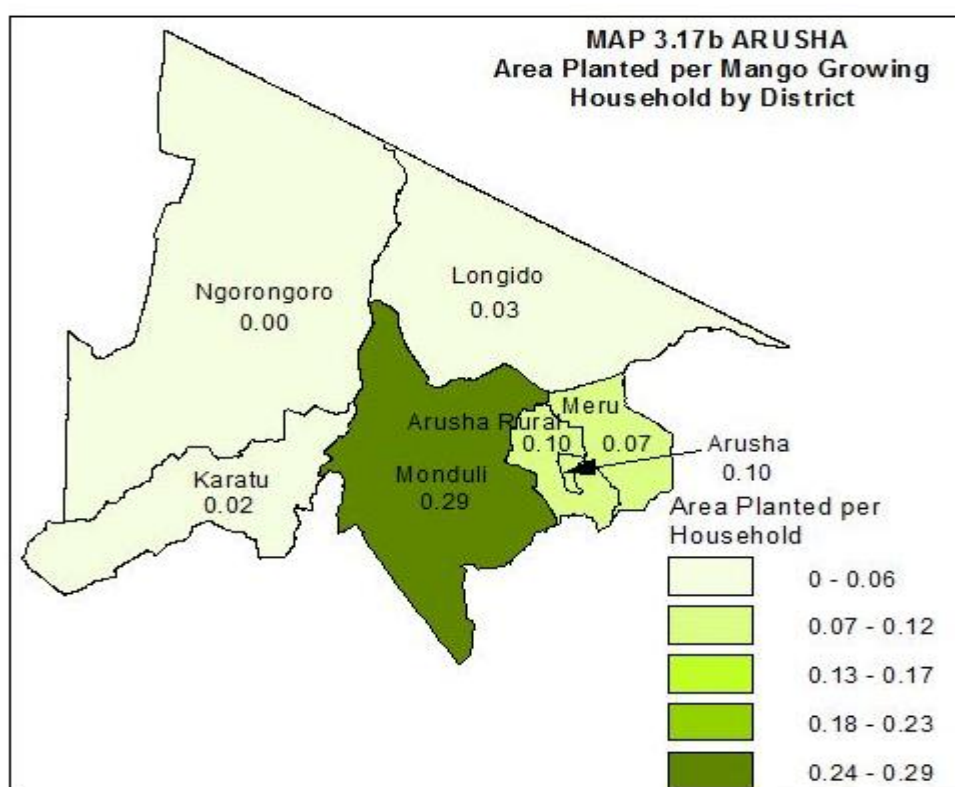 MAP 3.17b ARUSHA
Area Planted per Mango Growing
Household by District
Ngorongoro
0.00
Longido
0.03
Meru
0.07
Arusha Rural
0.10
Arusha
0.10
Monduli
0.29
Karatu
0.02
Area Planted per
Household
0 - 0.06
0.07 - 0.12
0.13 - 0.17
0.18 - 0.23
0.24 - 0.29